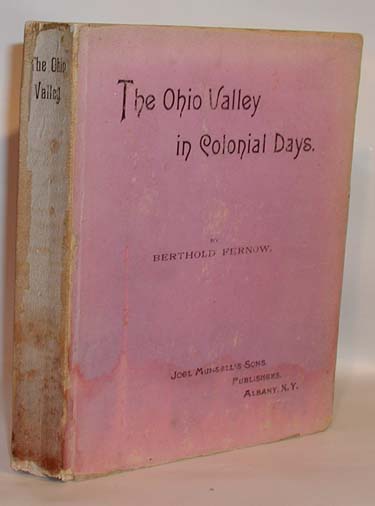 The Ohio
Valley
The Ohio Valley
in Colonial Days.
BY
BERTHOLD FERNOW.
JOEL MUNSELL'S SONS,
PUBLISHERS,
ALBANY, N. Y.